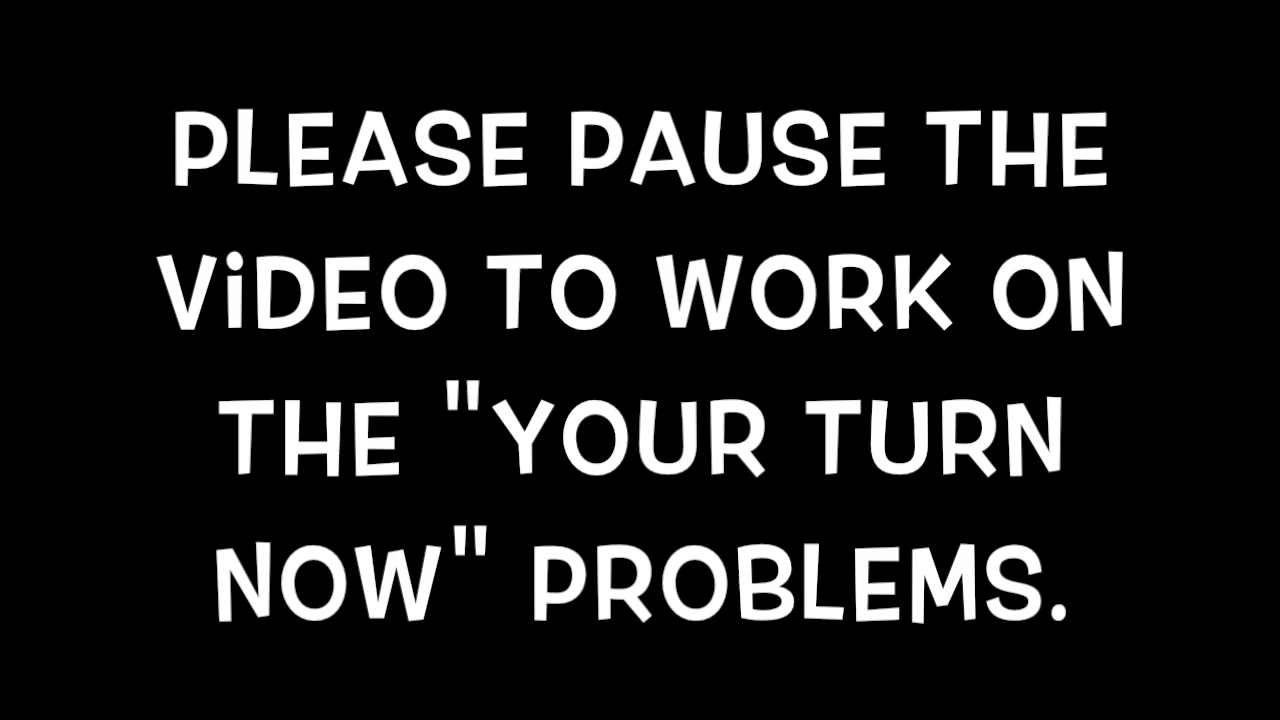 PLEASE PAUSE THE
ViDEO TO WORK ON
THE "YOUR TURN
NOW" PROBLEMS.